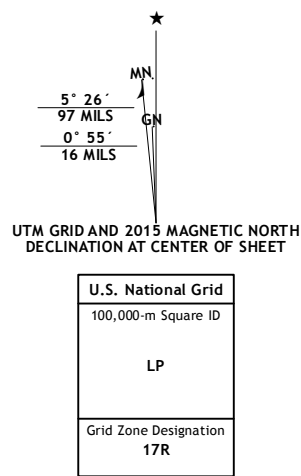 MN.
5° 26´
97 MILS
GN
0° 55´
16 MILS
UTM GRID AND 2015 MAGNETIC NORTH
DECLINATION AT CENTER OF SHEET
U.S. National Grid
100,000-m Square ID
LP
Grid Zone Designation
17R